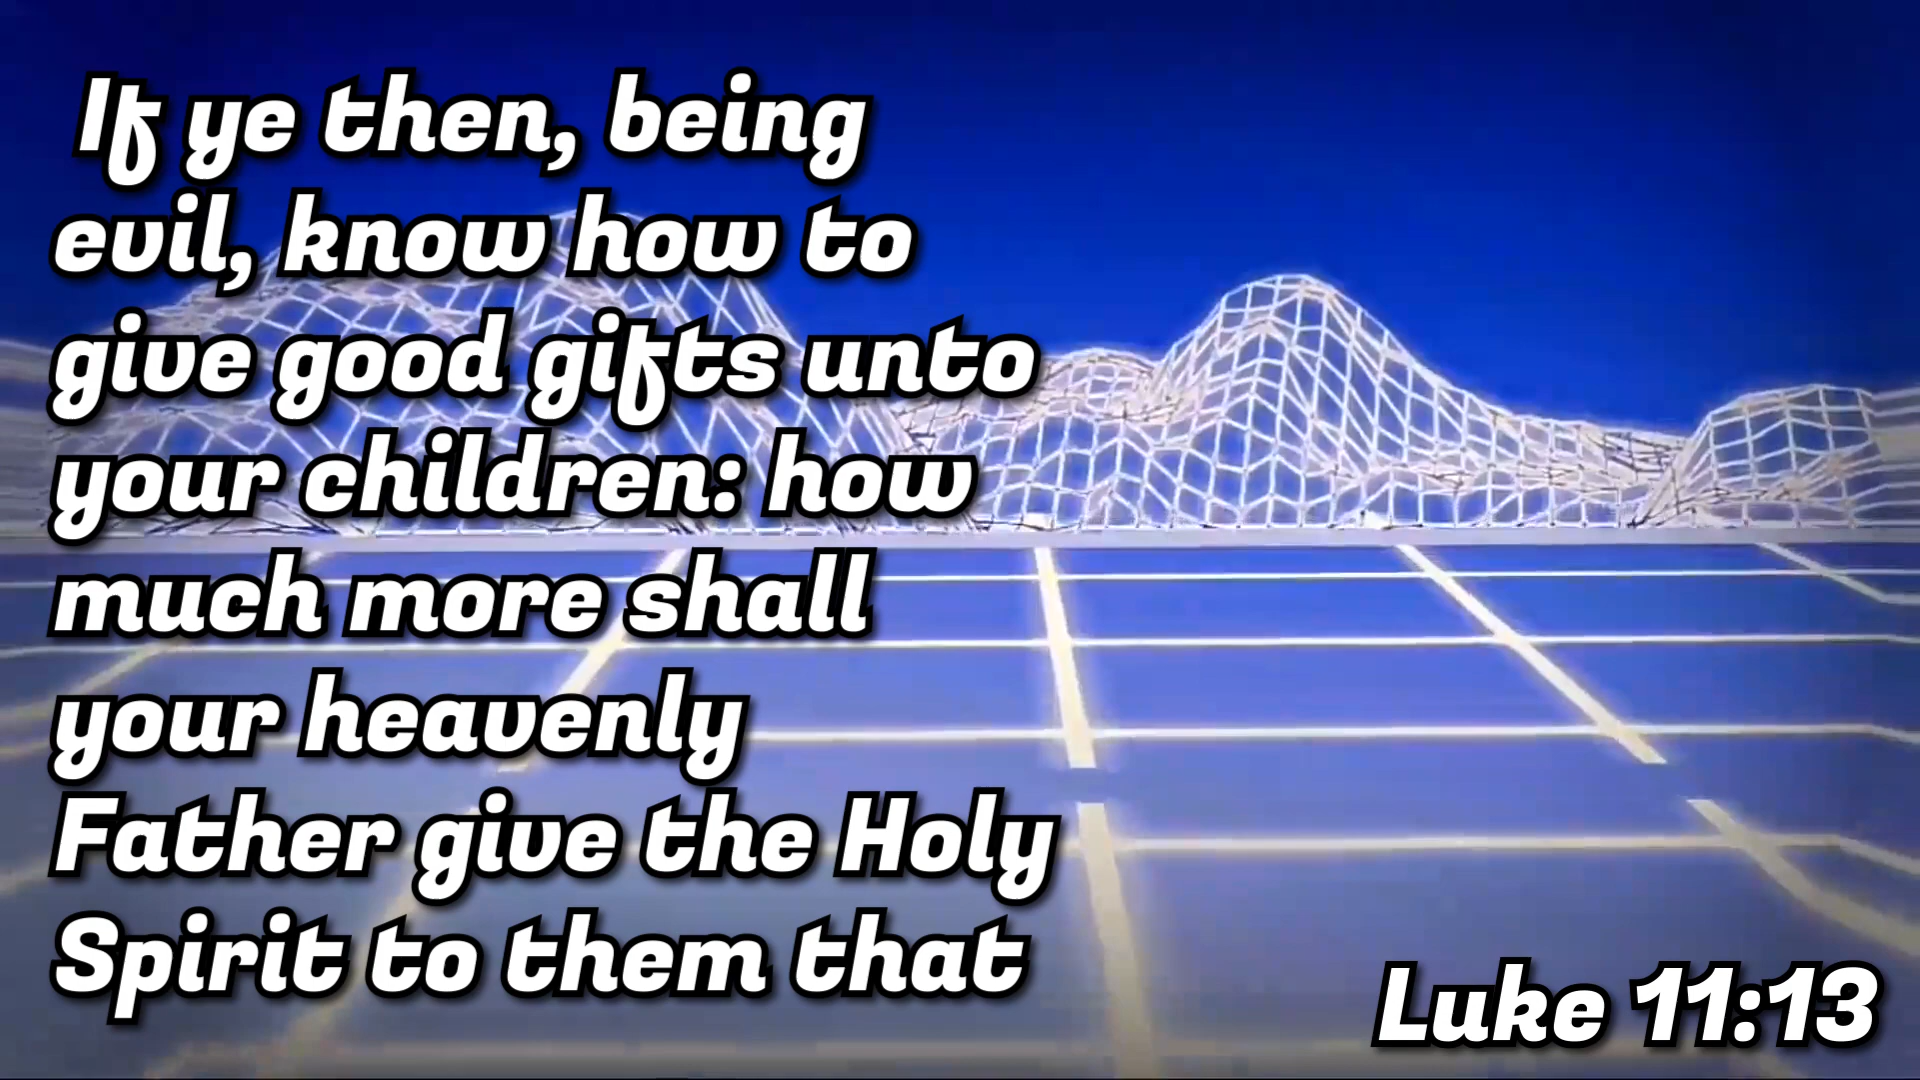 If ye then, being
evil, know how to
give good gifts unto
your children: how
much more shall
your heavenly
Father give the Holy
Spirit to them that
Luke 11:13